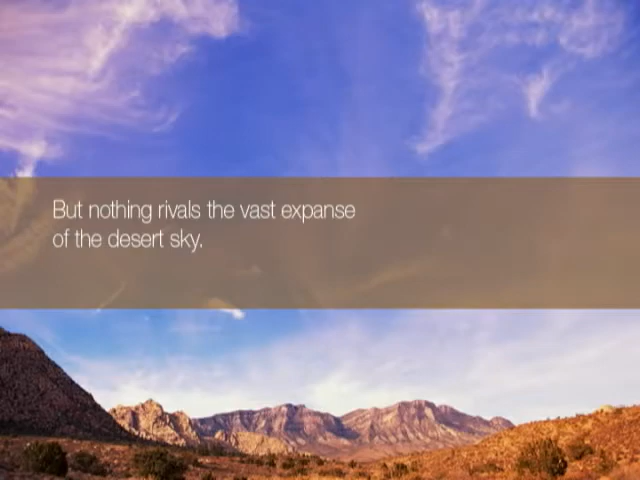 But nothing rivals the vast expanse
of the desert sky.